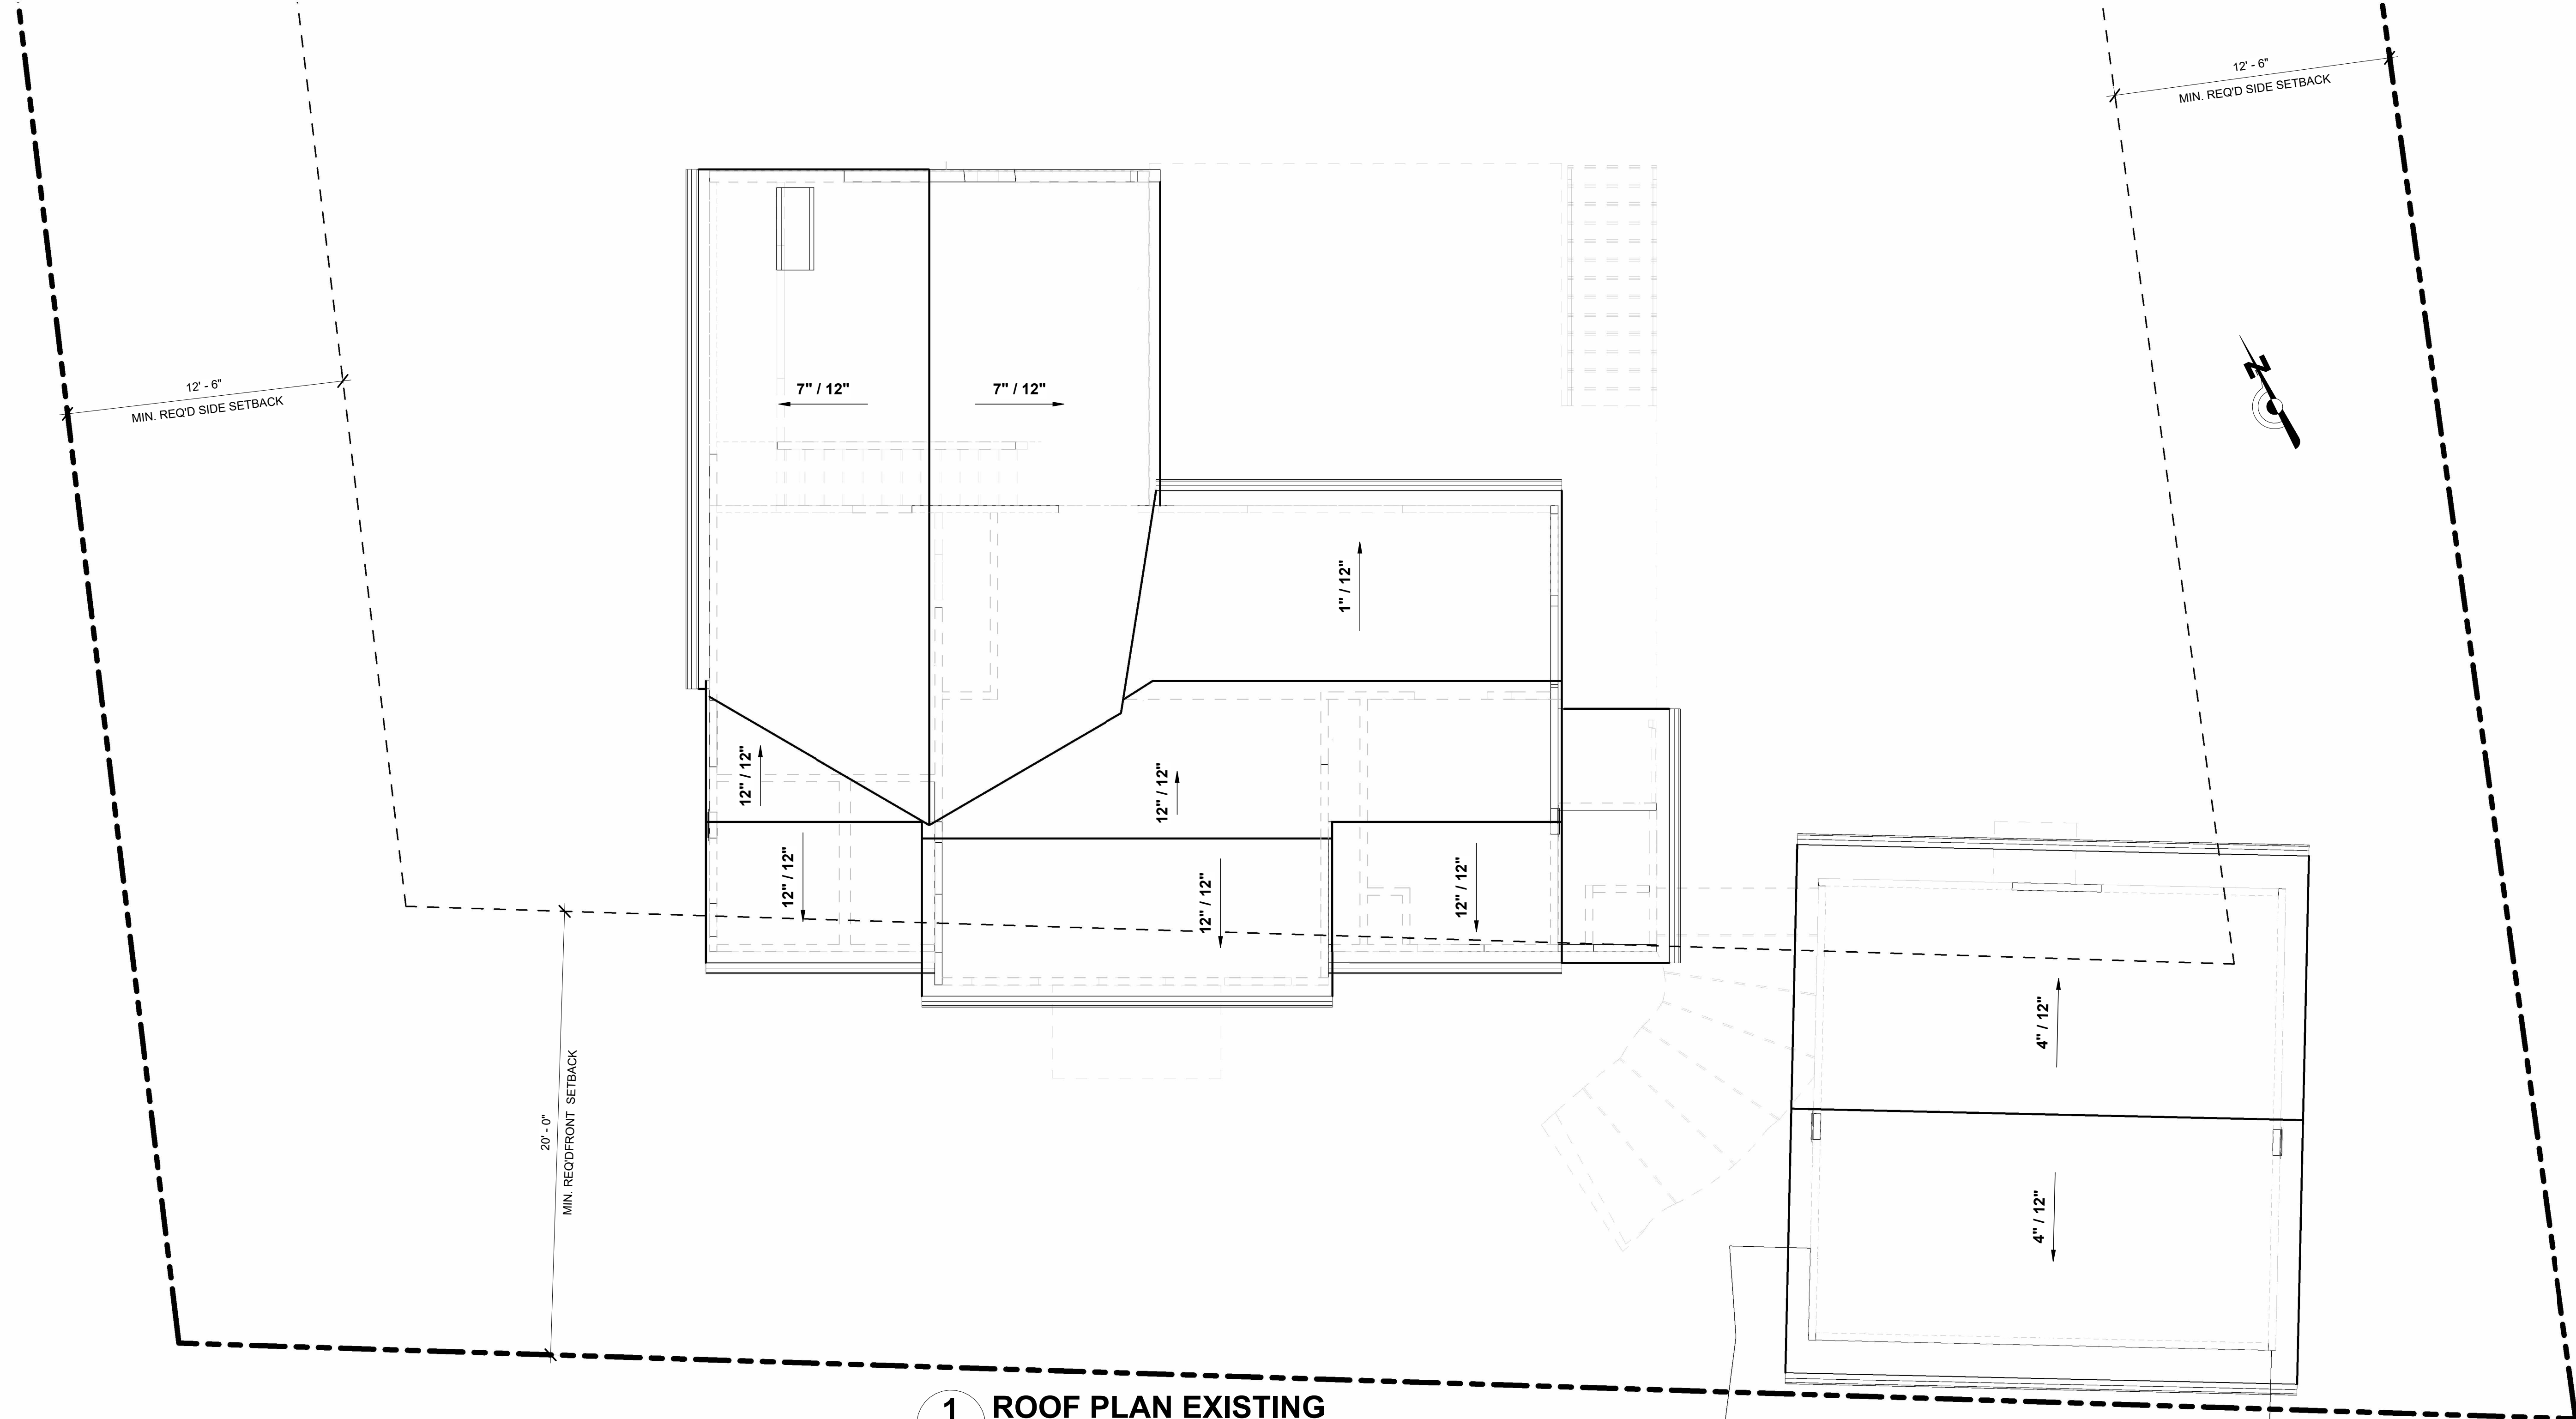 12' - 6"
MIN. REQ'D SIDE SETBACK
12' - 6"
MIN. REQ'D SIDE SETBACK
N
7" / 12"
7" / 12"
1" / 12"
12" / 12"
12" / 12"
12" / 12"
12" / 12"
12" / 12"
4" / 12"
4" / 12"
20' - 0"
MIN. REQ'DFRONT SETBACK
1
ROOF PLAN EXISTING